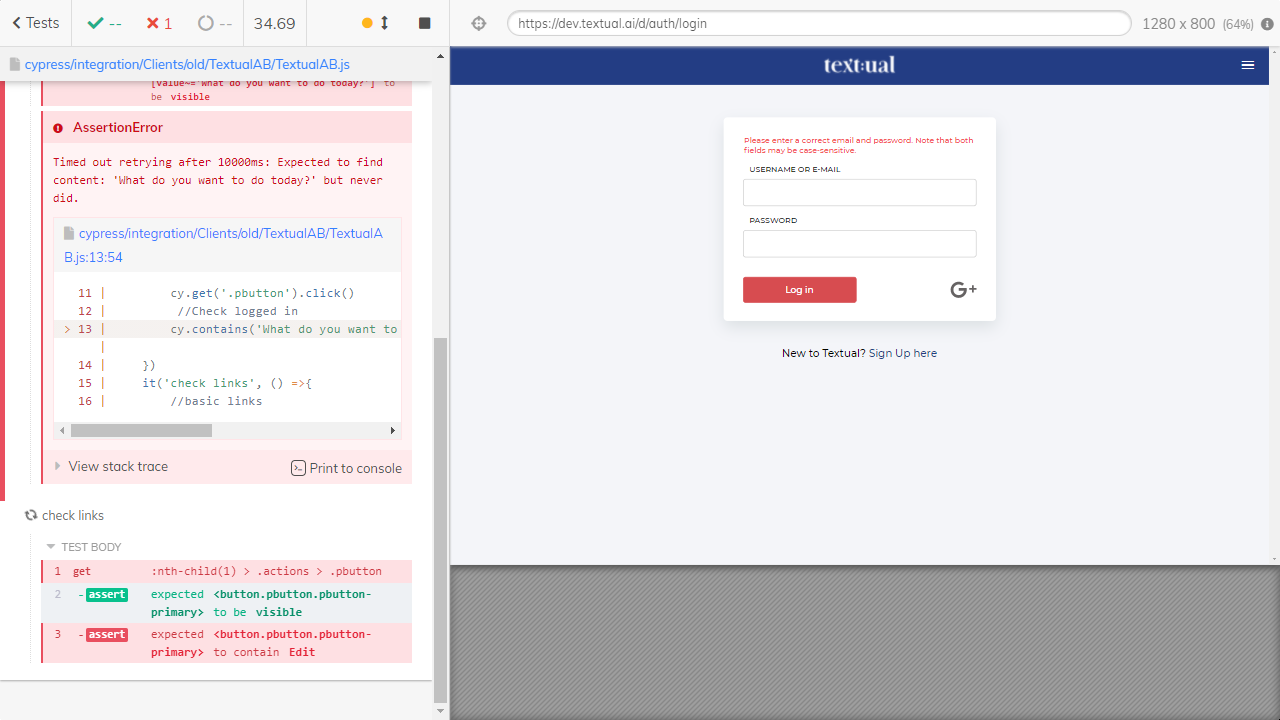 Tests
--
1
--
34.69
https://dev.textual.ai/d/auth/login
1280 x 800 (64%)
cypress/integration/Clients/old/TextualAB/TextualAB.js
[value~='What do you want to do today?'] to
be visible
AssertionError
Timed out retrying after 10000ms: Expected to find
content: 'What do you want to do today?' but never
did.
cypress/integration/Clients/old/TextualAB/TextualA
B.js:13:54
11 | cy.get('.pbutton').click()
12 | //Check logged in
> 13 | cy.contains('What do you want to
|
14 | })
15 | it('check links', () =>{
16 | //basic links
View stack trace
Print to console
check links
TEST BODY
1 get :nth-child(1) > .actions > .pbutton
2 -assert expected <button.pbutton.pbutton-
primary> to be visible
3 -assert expected <button.pbutton.pbutton-
primary> to contain Edit
text:ual
Please enter a correct email and password. Note that both
fields may be case-sensitive.
USERNAME OR E-MAIL
PASSWORD
Log in
G+
New to Textual? Sign Up here